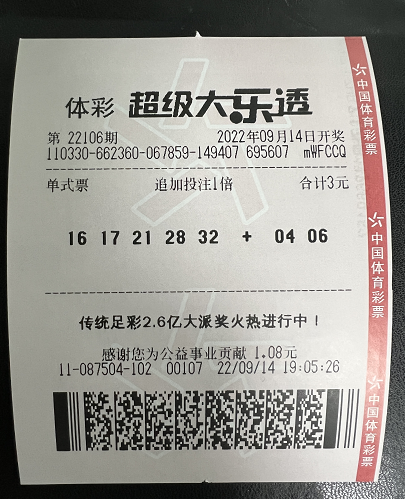 体彩 超级大乐透
第 22106期 2022年09月14日开奖
110330-662360-067859-149407 695607 mWFCCQ
单式票 追加投注1倍 合计3元
16 17 21 28 32 + 04 06
传统足彩2.6亿大派奖火热进行中！
感谢您为公益事业贡献 1.08元
11-087504-102 00107 22/09/14 19:05:26
中国体育彩票
中国体育彩票
中国体育彩票